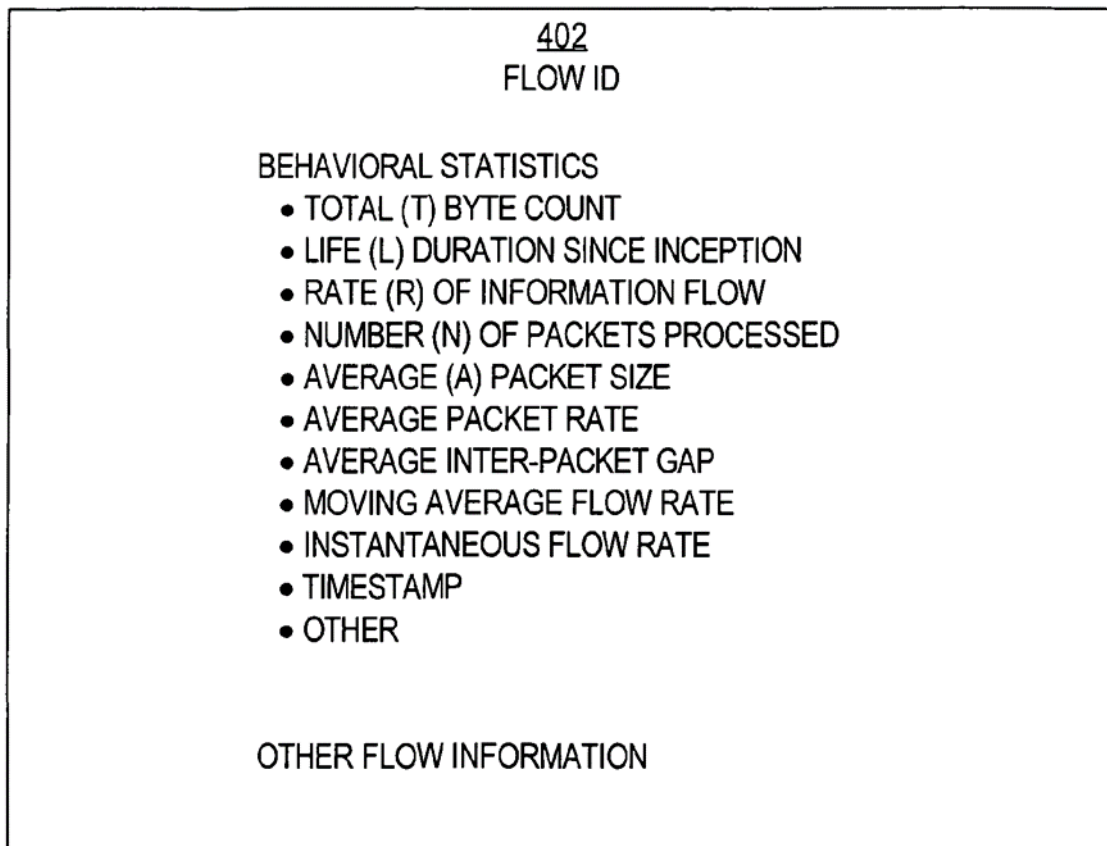 402
FLOW ID
BEHAVIORAL STATISTICS
• TOTAL (T) BYTE COUNT
• LIFE (L) DURATION SINCE INCEPTION
• RATE (R) OF INFORMATION FLOW
• NUMBER (N) OF PACKETS PROCESSED
• AVERAGE (A) PACKET SIZE
• AVERAGE PACKET RATE
• AVERAGE INTER-PACKET GAP
• MOVING AVERAGE FLOW RATE
• INSTANTANEOUS FLOW RATE
• TIMESTAMP
• OTHER
OTHER FLOW INFORMATION